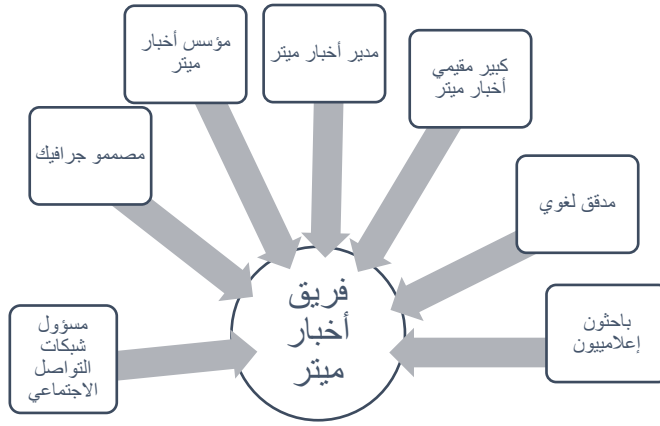 كبير مقيمي
أخبار ميتر
مدير أخبار ميتر
مؤسس أخبار
ميتر
مصممو جرافيك
مدقق لغوي
باحثون
إعلامييون
فريق
أخبار
ميتر
مسؤول
شبكات
التواصل
الاجتماعي